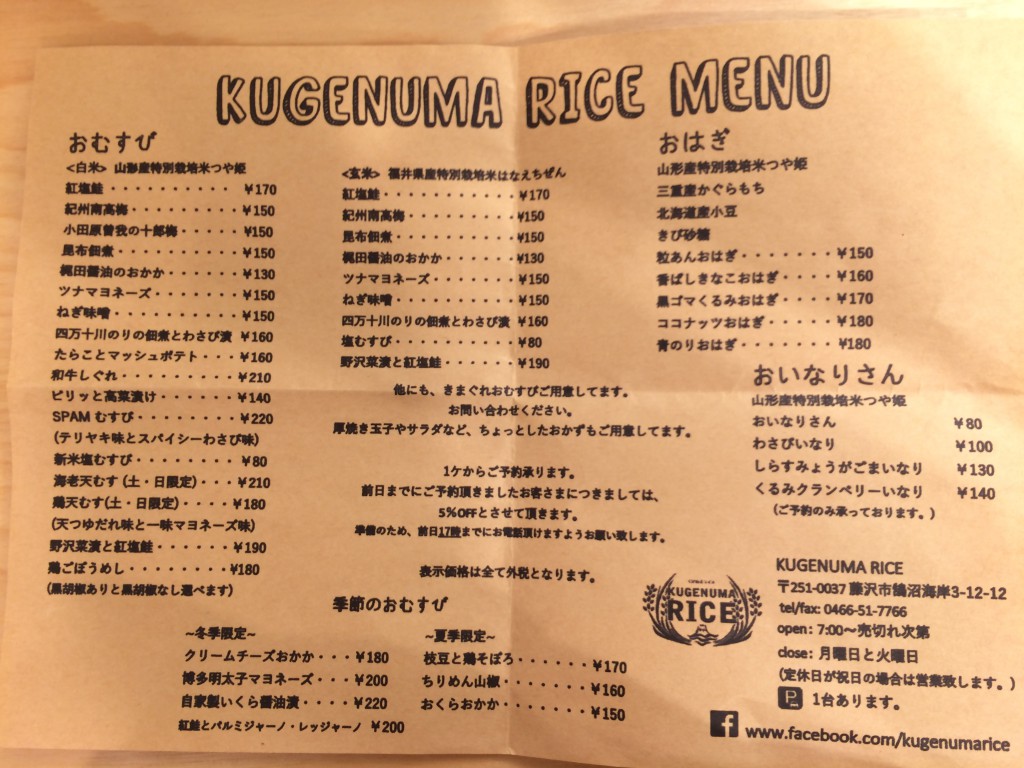 KUGENUMA RICE MENU
おむすび
<白米> 山形産特別栽培米つや姫
紅塩鮭・・・・・・・・・・ ¥170
紀州南高梅・・・・・・・・・¥150
小田原曽我の十郎梅・・・・・¥150
昆布佃煮・・・・・・・・・・¥150
梶田醤油のおかか・・・・・・¥130
ツナマヨネーズ・・・・・・・¥150
ねぎ味噌・・・・・・・・・・¥150
四万十川のりの佃煮とわさび漬 ¥160
たらことマッシュポテト・・・¥160
和牛しぐれ・・・・・・・・・¥210
ピリッと高菜漬け・・・・・・¥140
SPAM むすび・・・・・・・・¥220
(テリヤキ味とスパイシーわさび味)
新米塩むすび・・・・・・・・¥80
海老天むす (土・日限定)・・・¥210
鶏天むす(土・日限定)・・・・¥180
(天つゆだれ味と一味マヨネーズ味)
野沢菜漬と紅塩鮭・・・・・・¥190
鶏ごぼうめし・・・・・・・・¥180
(黒胡椒ありと黒胡椒なし選べます)
<玄米> 福井県産特別栽培米はなえちぜん
紅塩鮭・・・・・・・・・・・¥170
紀州南高梅・・・・・・・・・¥150
昆布佃煮・・・・・・・・・・¥150
梶田醤油のおかか・・・・・・¥130
ツナマヨネーズ・・・・・・・¥150
ねぎ味噌・・・・・・・・・・¥150
四万十川のりの佃煮とわさび漬 ¥160
塩むすび・・・・・・・・・・¥80
野沢菜漬と紅塩鮭・・・・・・¥190
他にも、きまぐれおむすびご用意してます。
お問い合わせください。
厚焼き玉子やサラダなど、ちょっとしたおかずもご用意してます。
1ケからご予約承ります。
前日までにご予約頂きましたお客さまにつきましては、
5%OFFとさせて頂きます。
準備のため、前日17時までにお電話頂けますようお願い致します。
表示価格は全て外税となります。
季節のおむすび
~冬季限定~
クリームチーズおかか・・・¥180
博多明太子マヨネーズ・・・¥200
自家製いくら醤油漬・・・・¥220
紅鮭とパルミジャーノ・レッジャーノ ¥200
~夏季限定~
枝豆と鶏そぼろ・・・・・・¥170
ちりめん山椒・・・・・・・¥160
おくらおかか・・・・・・・¥150
おはぎ
山形産特別栽培米つや姫
三重産かぐらもち
北海道産小豆
きび砂糖
粒あんおはぎ・・・・・・・¥150
香ばしきなこおはぎ・・・・¥160
黒ゴマくるみおはぎ・・・・¥170
ココナッツおはぎ・・・・・¥180
青のりおはぎ・・・・・・・¥180
おいなりさん
山形産特別栽培米つや姫
おいなりさん ¥80
わさびいなり ¥100
しらすみょうがごまいなり ¥130
くるみクランベリーいなり ¥140
(ご予約のみ承っております。)
KUGENUMA
RICE
KUGENUMA RICE
〒251-0037 藤沢市鵠沼海岸3-12-12
tel/fax: 0466-51-7766
open: 7:00～売切れ次第
close: 月曜日と火曜日
(定休日が祝日の場合は営業致します。)
P 1台あります。
f www.facebook.com/kugenumarice